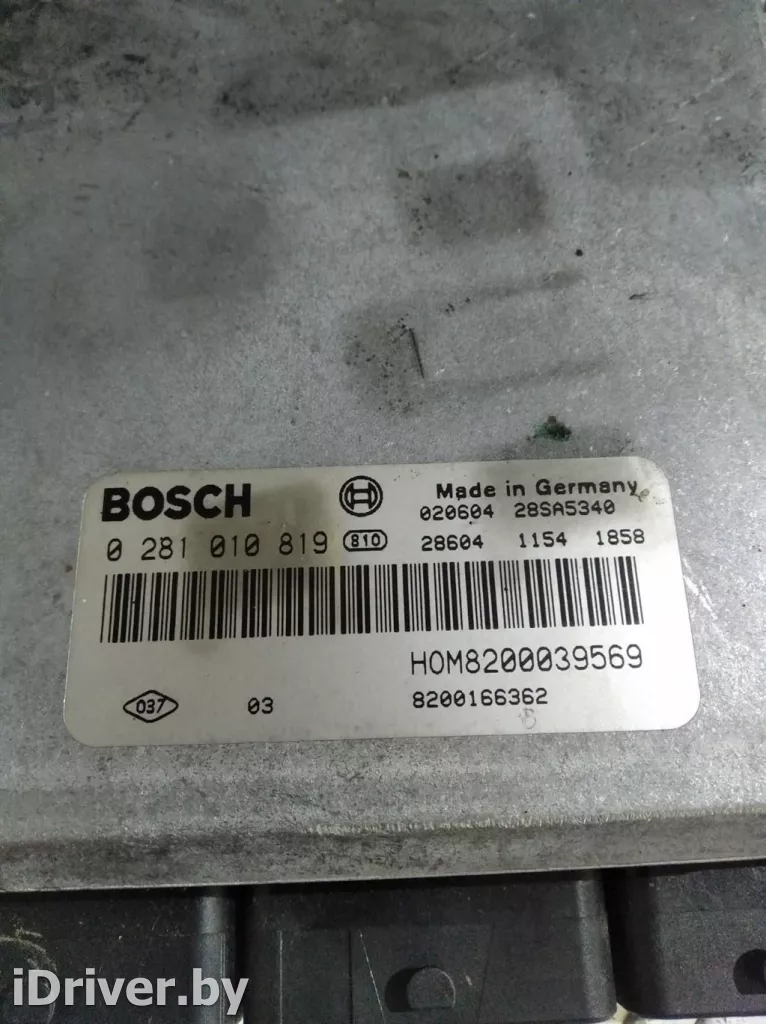 BOSCH
Made in Germany
020604 28SA5340
0 281 010 819 810
28604 1154 1858
HOM8200039569
037 03 8200166362
iDriver.by